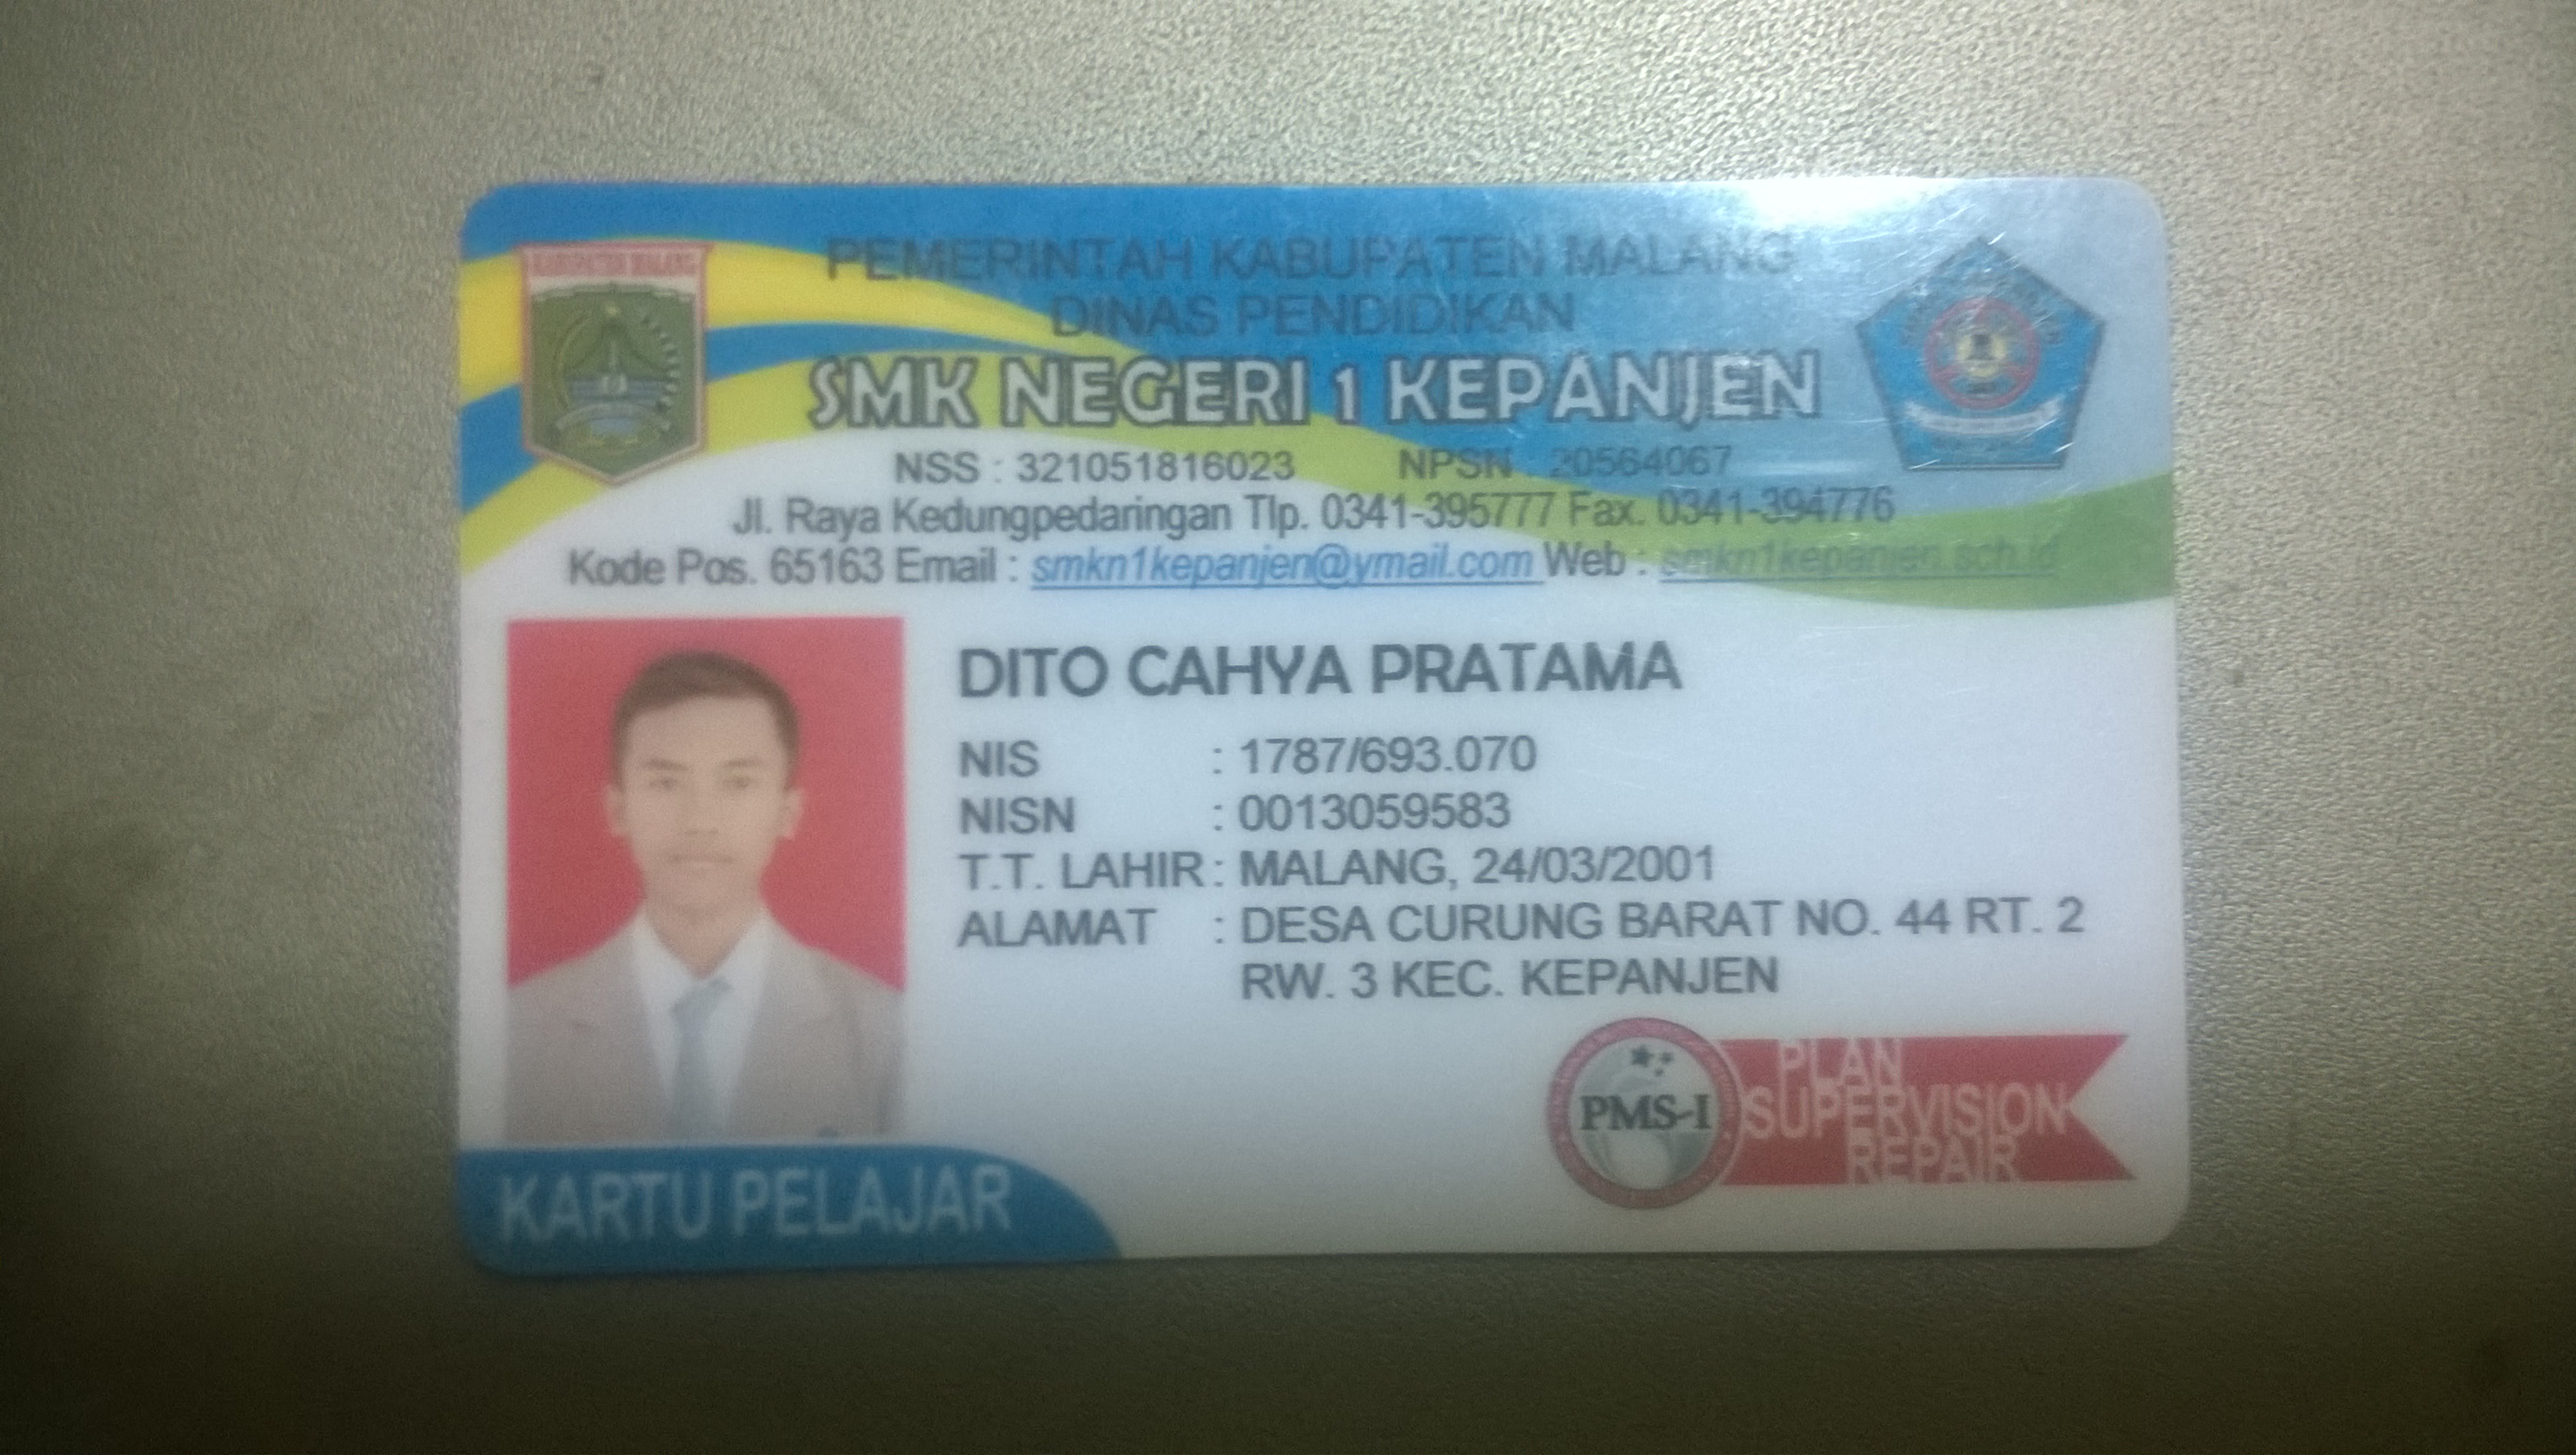 KABUPATEN MALANG
PEMERINTAH KABUPATEN MALANG
DINAS PENDIDIKAN
SMK NEGERI 1 KEPANJEN
NSS : 321051816023 NPSN : 20564067
Jl. Raya Kedungpedaringan Tlp. 0341-395777 Fax. 0341-394776
Kode Pos. 65163 Email : smkn1kepanjen@ymail.com Web : smkn1kepanjen.sch.id
DITO CAHYA PRATAMA
NIS : 1787/693.070
NISN : 0013059583
T.T. LAHIR : MALANG, 24/03/2001
ALAMAT : DESA CURUNG BARAT NO. 44 RT. 2
RW. 3 KEC. KEPANJEN
PMS-I
PLAN
SUPERVISION
REPAIR
KARTU PELAJAR